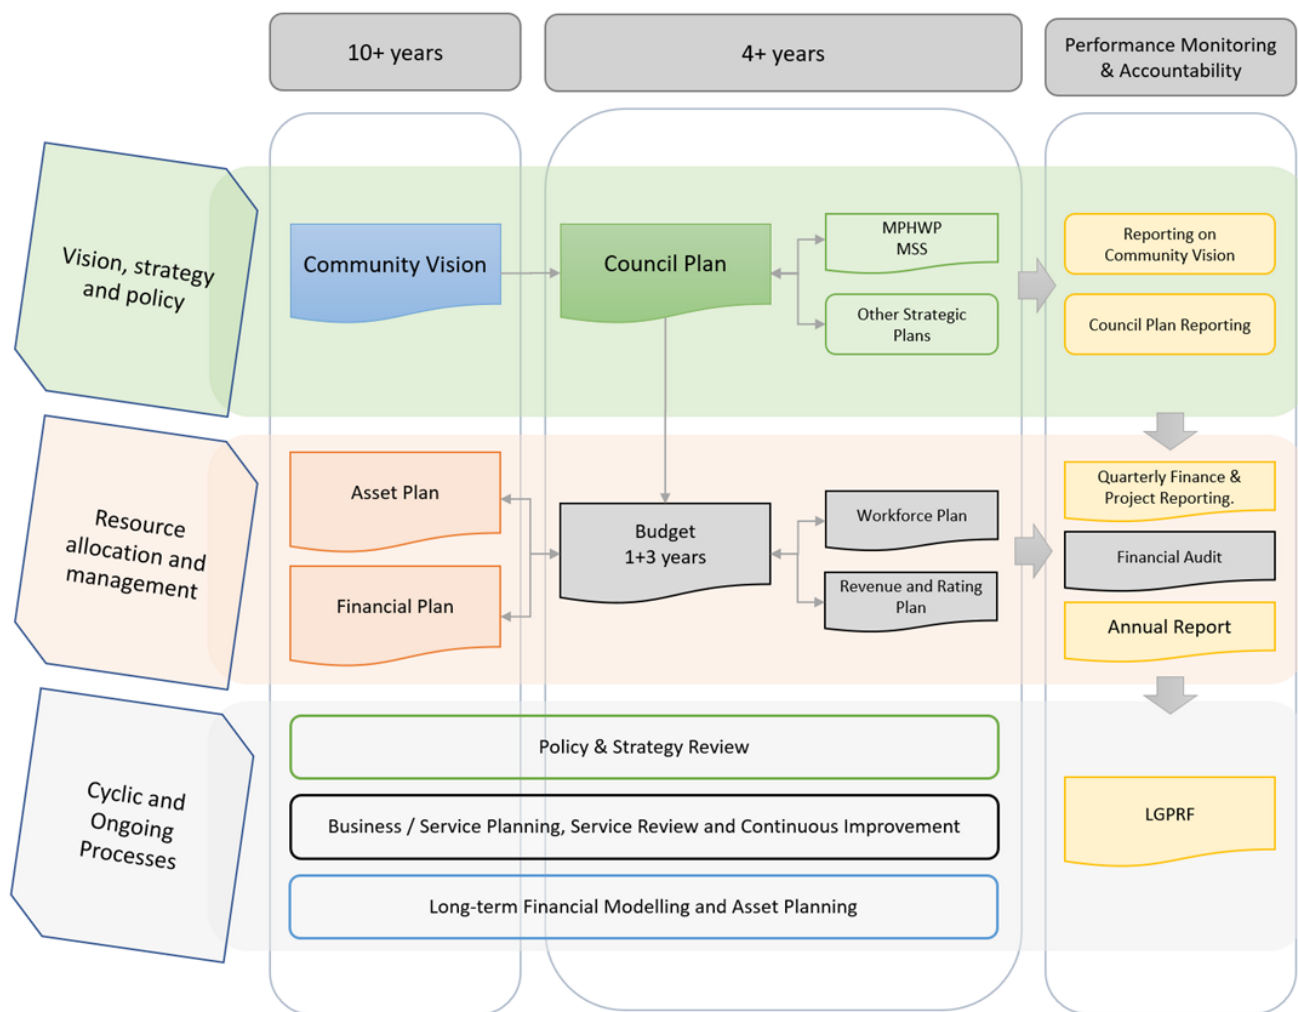 10+ years
4+ years
Performance Monitoring
& Accountability
Vision, strategy
and policy
Community Vision
Council Plan
MPHWP
MSS
Other Strategic
Plans
Reporting on
Community Vision
Council Plan Reporting
Resource
allocation and
management
Asset Plan
Financial Plan
Budget
1+3 years
Workforce Plan
Revenue and Rating
Plan
Quarterly Finance &
Project Reporting.
Financial Audit
Annual Report
Cyclic and
Ongoing
Processes
Policy & Strategy Review
Business / Service Planning, Service Review and Continuous Improvement
Long-term Financial Modelling and Asset Planning
LGPRF